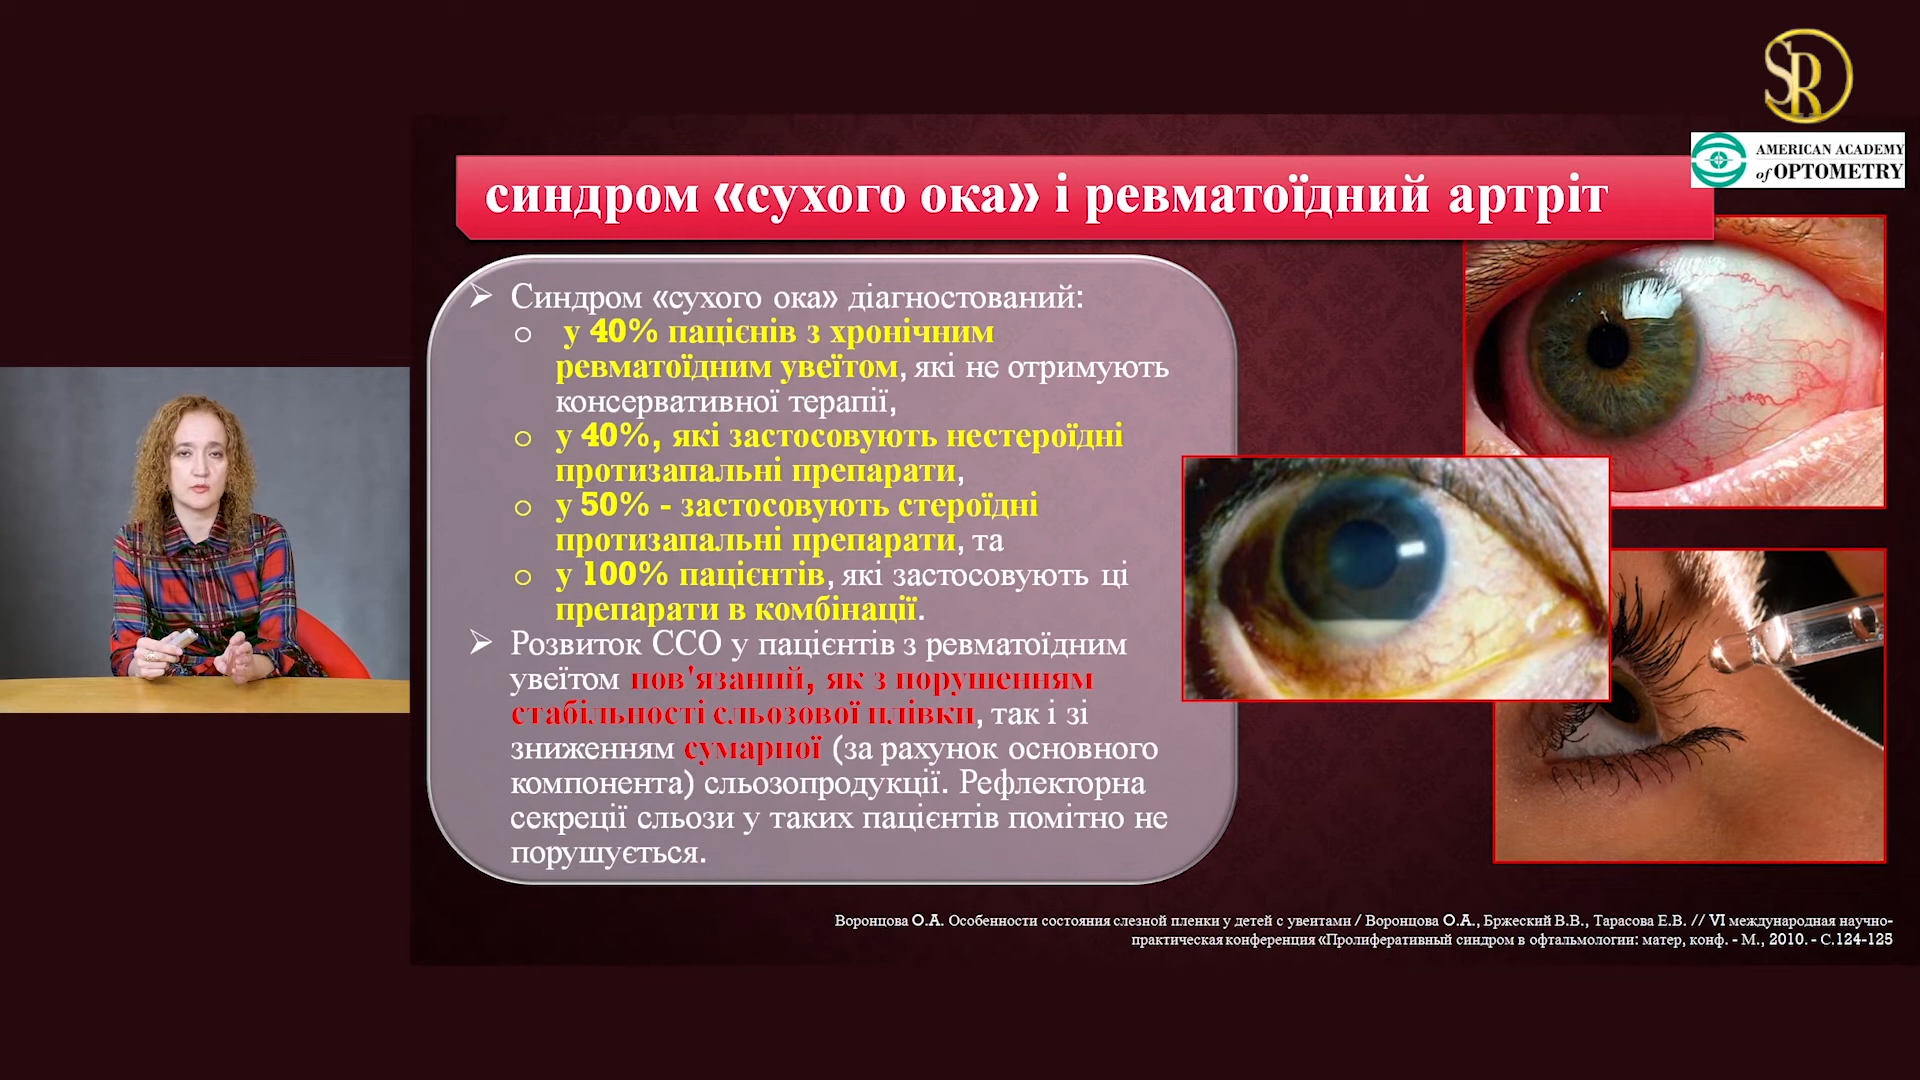 SR
AMERICAN ACADEMY
of OPTOMETRY
синдром «сухого ока» і ревматоїдний артріт
Синдром «сухого ока» діагностований:
у 40% пацієнів з хронічним
ревматоїдним увеїтом, які не отримують
консервативної терапії,
у 40%, які застосовують нестероїдні
протизапальні препарати,
у 50% - застосовують стероїдні
протизапальні препарати, та
у 100% пацієнтів, які застосовують ці
препарати в комбінації.
Розвиток ССО у пацієнтів з ревматоїдним
увеїтом пов'язаний, як з порушенням
стабільності сльозової плівки, так і зі
зниженням сумарної (за рахунок основного
компонента) сльозопродукції. Рефлекторна
секреції сльози у таких пацієнтів помітно не
порушується.
Воронцова О.А. Особенности состояния слезной пленки у детей с увеитами / Воронцова О.А., Бржеский В.В., Тарасова Е.В. // VI международная научно-
практическая конференция «Пролиферативный синдром в офтальмологии: матер, конф. - М., 2010. - С.124-125